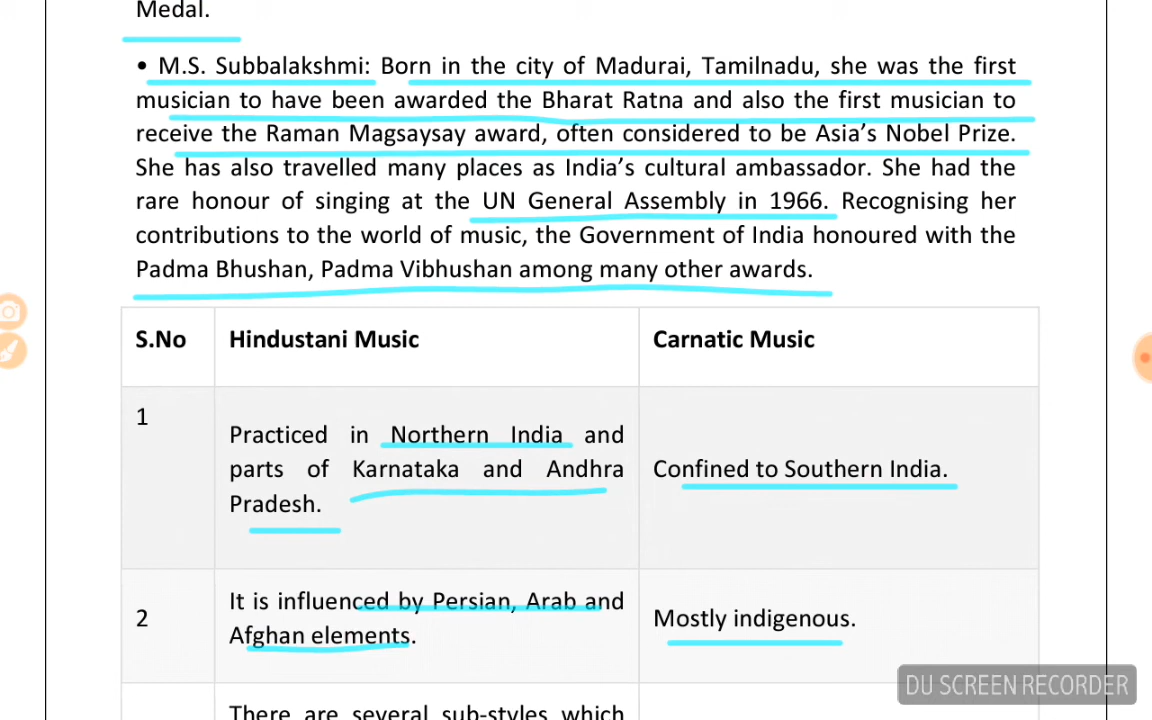 Medal.
• M.S. Subbalakshmi: Born in the city of Madurai, Tamilnadu, she was the first
musician to have been awarded the Bharat Ratna and also the first musician to
receive the Raman Magsaysay award, often considered to be Asia's Nobel Prize.
She has also travelled many places as India's cultural ambassador. She had the
rare honour of singing at the UN General Assembly in 1966. Recognising her
contributions to the world of music, the Government of India honoured with the
Padma Bhushan, Padma Vibhushan among many other awards.
S.No Hindustani Music Carnatic Music
1
Practiced in Northern India and
parts of Karnataka and Andhra
Pradesh.
Confined to Southern India.
2
It is influenced by Persian, Arab and
Afghan elements.
Mostly indigenous.
There are several sub-styles which
DU SCREEN RECORDER